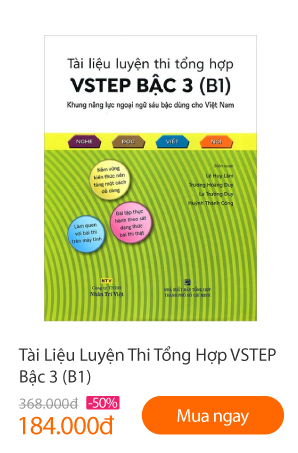 Tài liệu luyện thi tổng hợp
VSTEP BẬC 3 (B1)
Khung năng lực ngoại ngữ sáu bậc dùng cho Việt Nam
NGHE ĐỌC VIẾT NÓI
Nắm vững
kiến thức nền
tảng một cách
dễ dàng
Bài tập thực
hành theo sát
dạng thức
bài thi thật
Làm quen
với bài thi
trên máy tính
Biên soạn
Lê Huy Lâm
Trương Hoàng Duy
Lý Trường Duy
Huỳnh Thành Công
NTV
Công ty TNHH
Nhân Trí Việt
NHÀ XUẤT BẢN TỔNG HỢP
THÀNH PHỐ HỒ CHÍ MINH
Tài Liệu Luyện Thi Tổng Hợp VSTEP
Bậc 3 (B1)
368.000đ -50%
184.000đ
Mua ngay